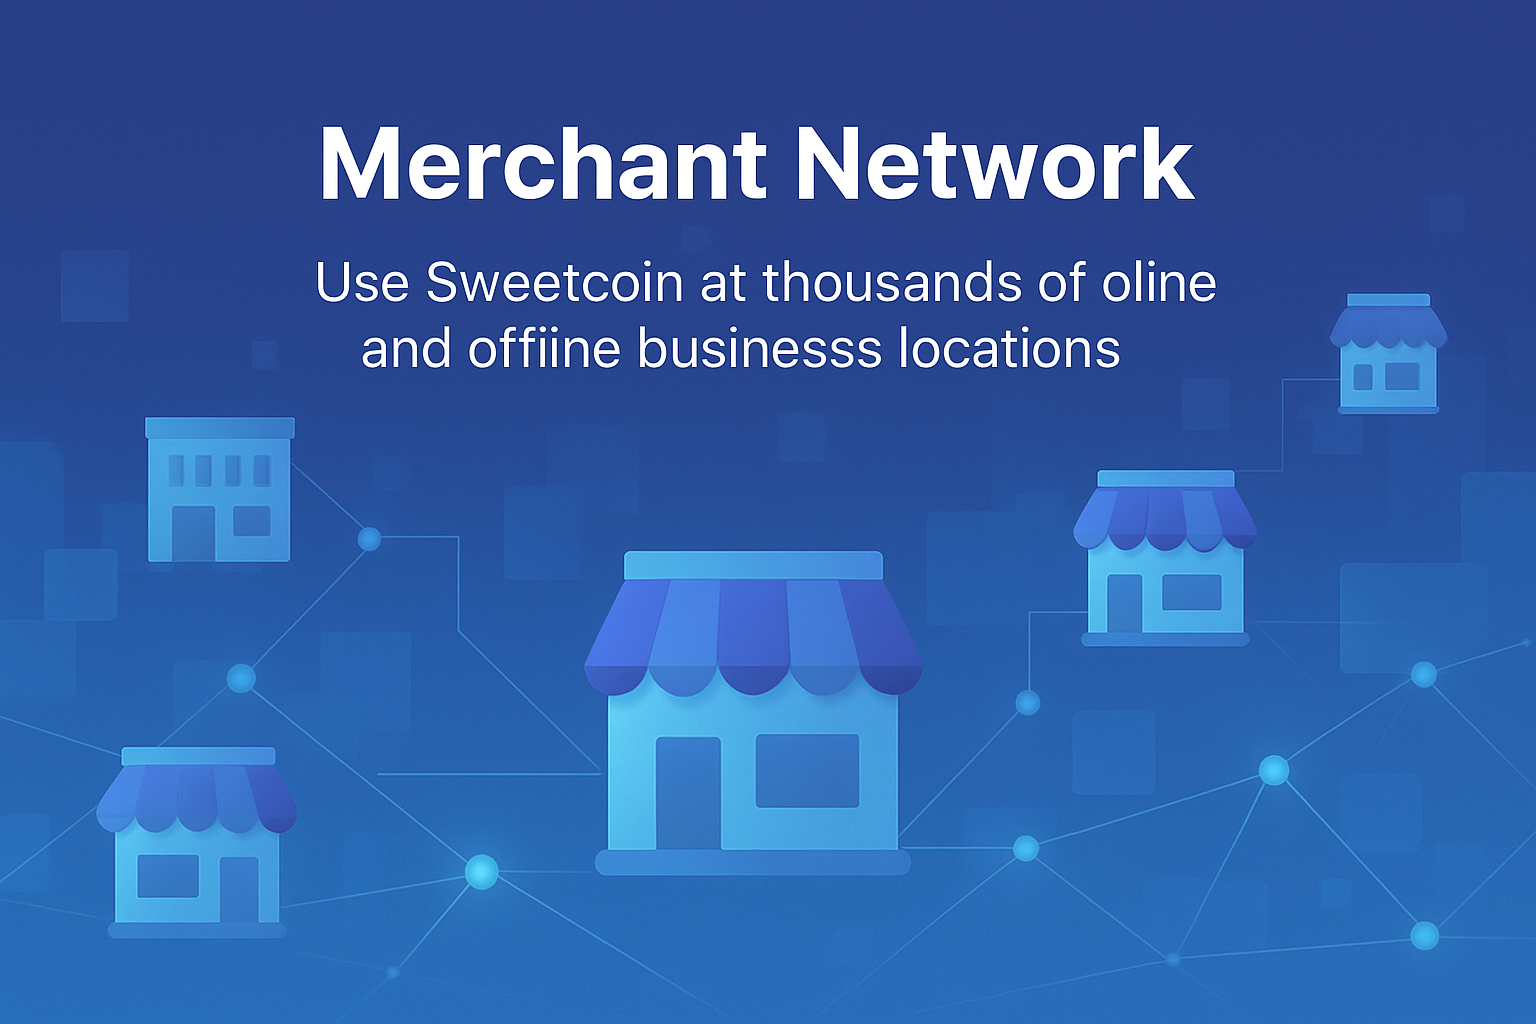 Merchant Network
Use Sweetcoin at thousands of oline
and offiine businesss locations